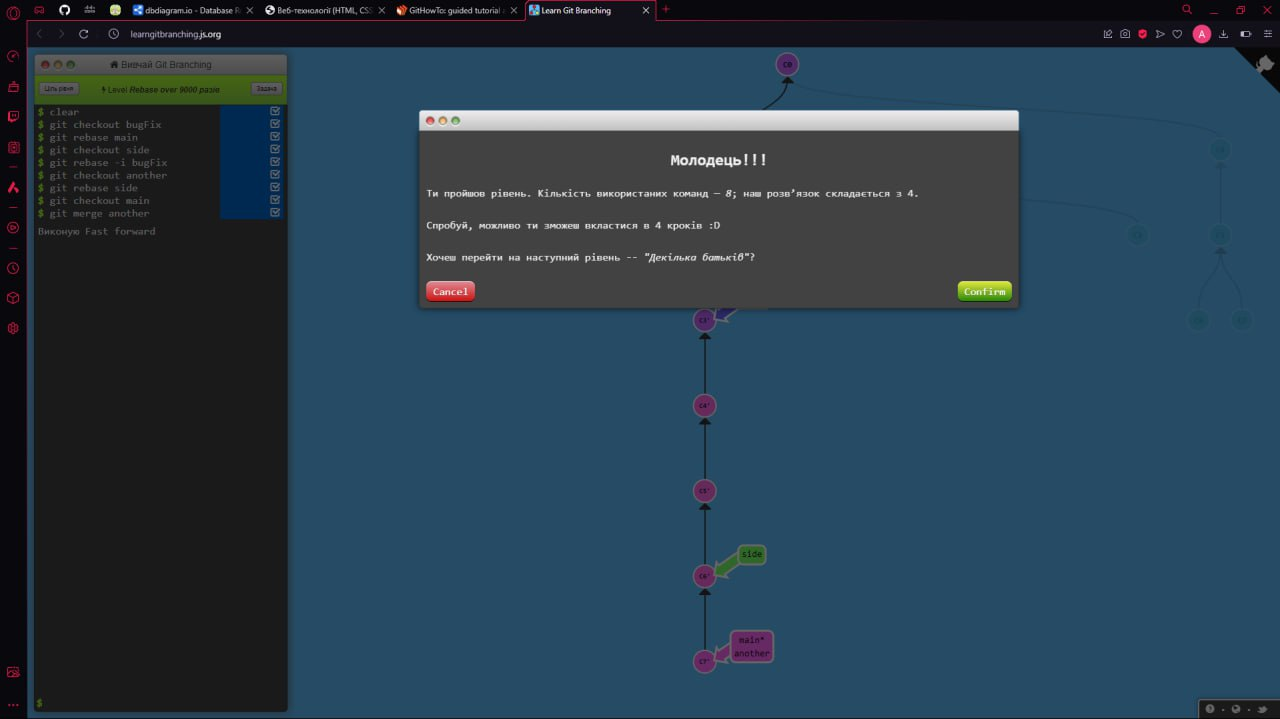 dbdiagram.io - Database R
Веб-технології (HTML, CSS
GitHowTo: guided tutorial
Learn Git Branching
learngitbranching.js.org
A
Вивчай Git Branching
Ціль рівня
Level Rebase over 9000 разів
Задача
$ clear
$ git checkout bugFix
$ git rebase main
$ git checkout side
$ git rebase -i bugFix
$ git checkout another
$ git rebase side
$ git checkout main
$ git merge another
Виконую Fast forward
$
C0
Молодець!!!
Ти пройшов рівень. Кількість використаних команд — 8; наш розв’язок складається з 4.
Спробуй, можливо ти зможеш вкластися в 4 кроків :D
Хочеш перейти на наступний рівень -- "Декілька батьків"?
Cancel
Confirm
C3'
C4'
C5'
side
C6'
main*
another
C7'